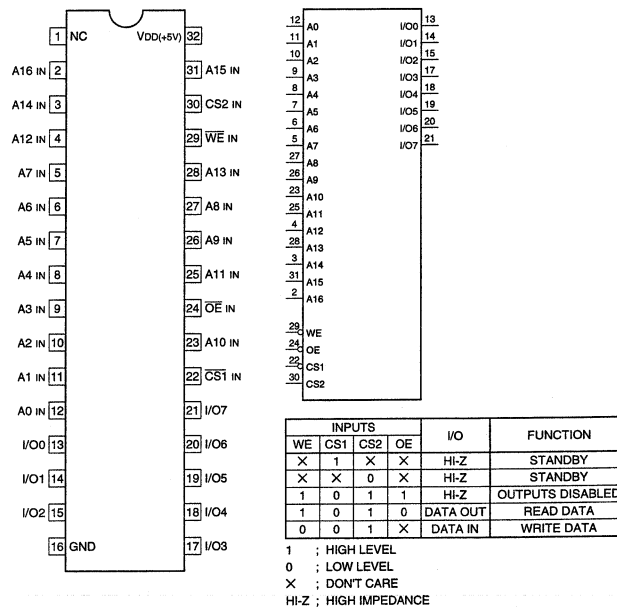 1 NC VDD(+5V) 32
A16 IN 2 31 A15 IN
A14 IN 3 30 CS2 IN
A12 IN 4 29 WE IN
A7 IN 5 28 A13 IN
A6 IN 6 27 A8 IN
A5 IN 7 26 A9 IN
A4 IN 8 25 A11 IN
A3 IN 9 24 OE IN
A2 IN 10 23 A10 IN
A1 IN 11 22 CS1 IN
A0 IN 12 21 I/O7
I/O0 13 20 I/O6
I/O1 14 19 I/O5
I/O2 15 18 I/O4
16 GND 17 I/O3
12 A0 I/O0 13
11 A1 I/O1 14
10 A2 I/O2 15
9 A3 I/O3 17
8 A4 I/O4 18
7 A5 I/O5 19
6 A6 I/O6 20
5 A7 I/O7 21
27 A8
26 A9
23 A10
25 A11
4 A12
28 A13
3 A14
31 A15
2 A16
29 WE
24 OE
22 CS1
30 CS2
INPUTS I/O FUNCTION
WE CS1 CS2 OE
× 1 × × HI-Z STANDBY
× × 0 × HI-Z STANDBY
1 0 1 1 HI-Z OUTPUTS DISABLED
1 0 1 0 DATA OUT READ DATA
0 0 1 × DATA IN WRITE DATA
1 ; HIGH LEVEL
0 ; LOW LEVEL
× ; DON'T CARE
HI-Z ; HIGH IMPEDANCE